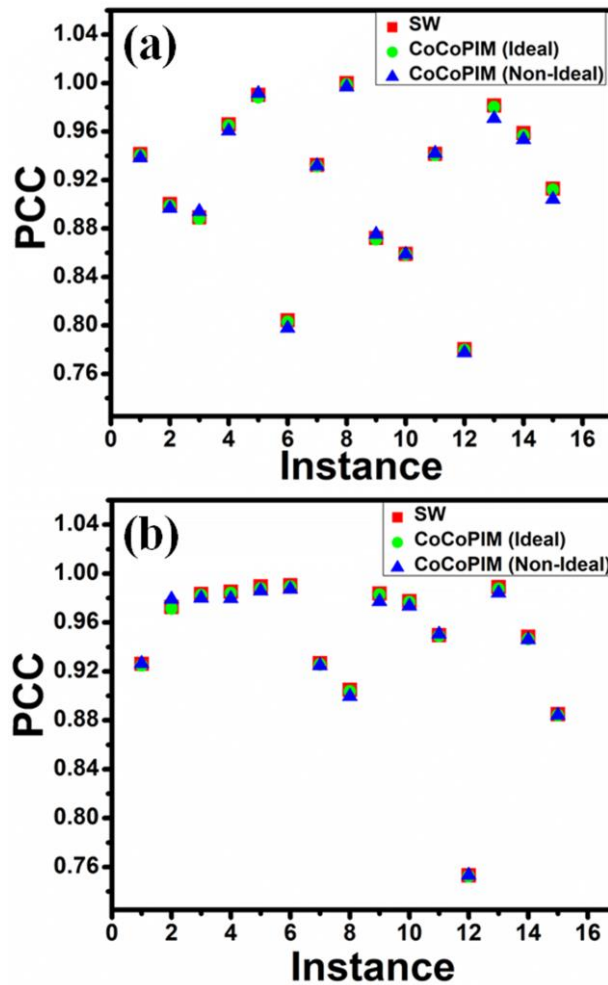 (a)
SW
CoCoPIM (Ideal)
CoCoPIM (Non-Ideal)
PCC
1.04
1.00
0.96
0.92
0.88
0.84
0.80
0.76
0 2 4 6 8 10 12 14 16
Instance
(b)
SW
CoCoPIM (Ideal)
CoCoPIM (Non-Ideal)
PCC
1.04
1.00
0.96
0.92
0.88
0.84
0.80
0.76
0 2 4 6 8 10 12 14 16
Instance